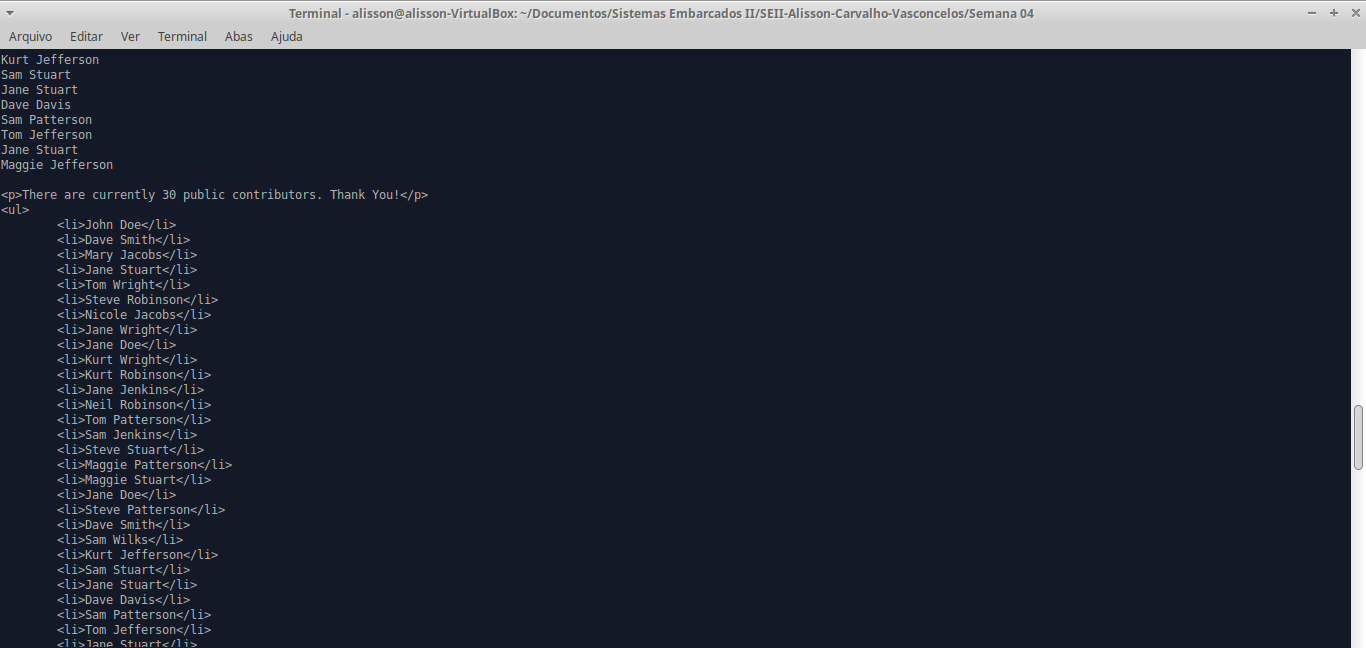 Terminal - alisson@alisson-VirtualBox: ~/Documentos/Sistemas Embarcados II/SEII-Alisson-Carvalho-Vasconcelos/Semana 04
Arquivo Editar Ver Terminal Abas Ajuda
Kurt Jefferson
Sam Stuart
Jane Stuart
Dave Davis
Sam Patterson
Tom Jefferson
Jane Stuart
Maggie Jefferson
<p>There are currently 30 public contributors. Thank You!</p>
<ul>
<li>John Doe</li>
<li>Dave Smith</li>
<li>Mary Jacobs</li>
<li>Jane Stuart</li>
<li>Tom Wright</li>
<li>Steve Robinson</li>
<li>Nicole Jacobs</li>
<li>Jane Wright</li>
<li>Jane Doe</li>
<li>Kurt Wright</li>
<li>Kurt Robinson</li>
<li>Jane Jenkins</li>
<li>Neil Robinson</li>
<li>Tom Patterson</li>
<li>Sam Jenkins</li>
<li>Steve Stuart</li>
<li>Maggie Patterson</li>
<li>Maggie Stuart</li>
<li>Jane Doe</li>
<li>Steve Patterson</li>
<li>Dave Smith</li>
<li>Sam Wilks</li>
<li>Kurt Jefferson</li>
<li>Sam Stuart</li>
<li>Jane Stuart</li>
<li>Dave Davis</li>
<li>Sam Patterson</li>
<li>Tom Jefferson</li>
<li>Jane Stuart</li>